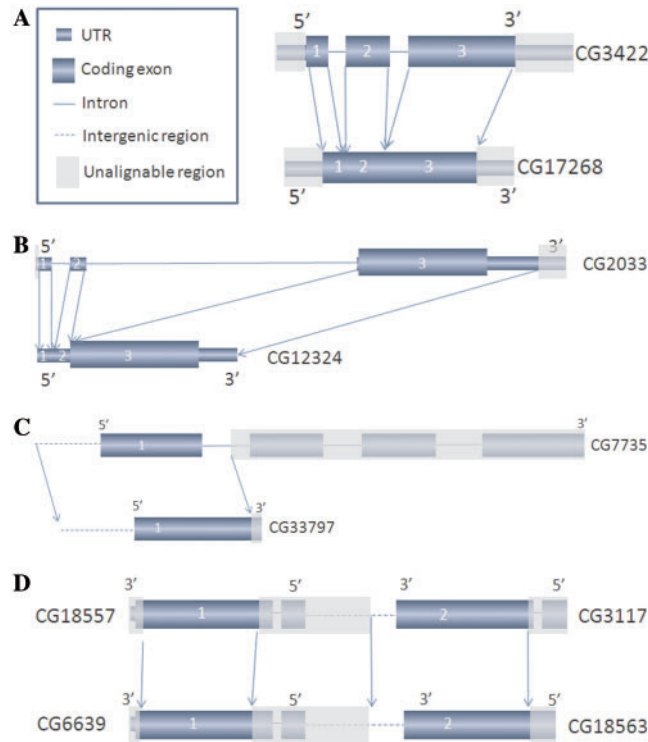 A
UTR
Coding exon
Intron
Intergenic region
Unalignable region
5′ 3′
1 2 3 CG3422
1 2 3 CG17268
5′ 3′
B
5′ 3′
1 2 3 CG2033
1 2 3 CG12324
5′ 3′
C
5′ 3′
1 CG7735
5′ 3′
1 CG33797
D
3′ 5′ 3′ 5′
CG18557 1 2 CG3117
3′ 5′ 3′ 5′
CG6639 1 2 CG18563